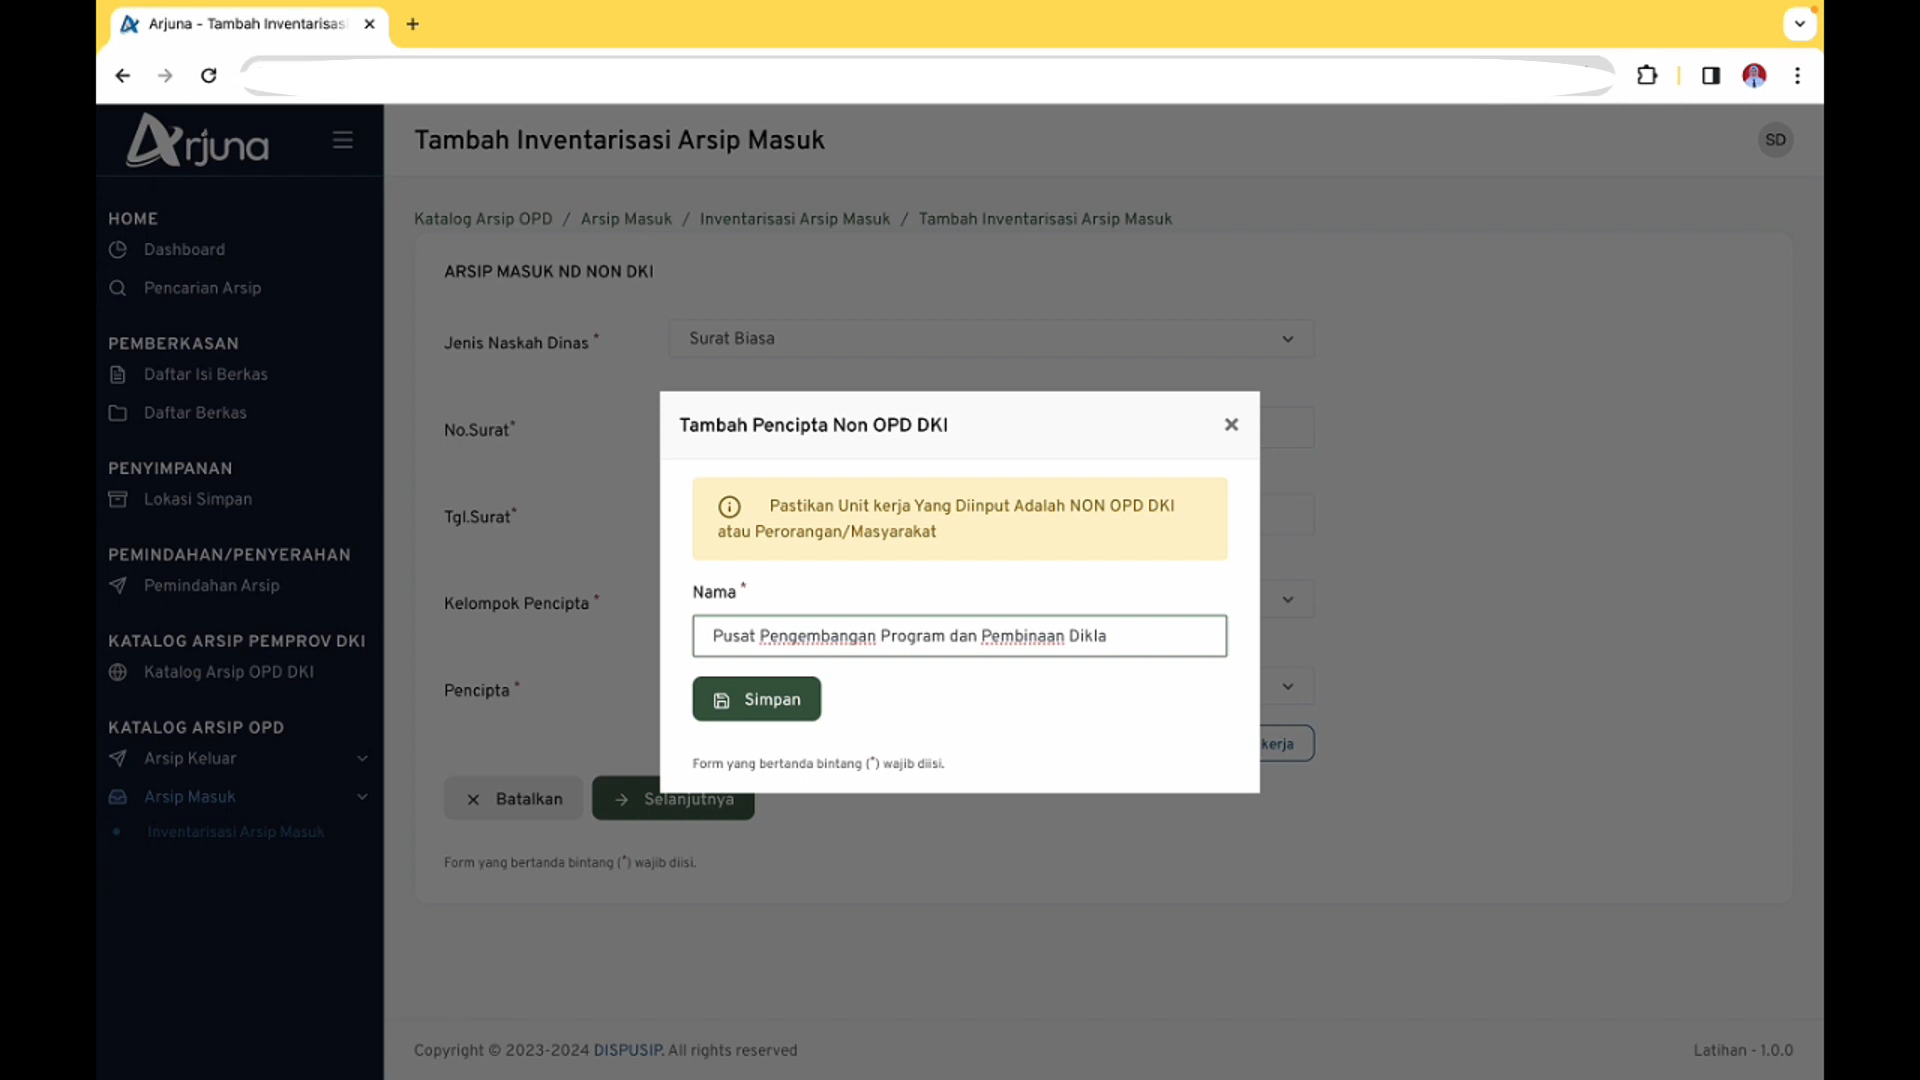 Arjuna - Tambah Inventarisasi
Arjuna
Tambah Inventarisasi Arsip Masuk
SD
HOME
Dashboard
Pencarian Arsip
PEMBERKASAN
Daftar Isi Berkas
Daftar Berkas
PENYIMPANAN
Lokasi Simpan
PEMINDAHAN/PENYERAHAN
Pemindahan Arsip
KATALOG ARSIP PEMPROV DKI
Katalog Arsip OPD DKI
KATALOG ARSIP OPD
Arsip Keluar
Arsip Masuk
Inventarisasi Arsip Masuk
Katalog Arsip OPD / Arsip Masuk / Inventarisasi Arsip Masuk / Tambah Inventarisasi Arsip Masuk
ARSIP MASUK ND NON DKI
Jenis Naskah Dinas * Surat Biasa
No.Surat*
Tgl.Surat*
Kelompok Pencipta *
Pencipta *
kerja
Tambah Pencipta Non OPD DKI
Pastikan Unit kerja Yang Diinput Adalah NON OPD DKI
atau Perorangan/Masyarakat
Nama *
Pusat Pengembangan Program dan Pembinaan Dikla
Simpan
Form yang bertanda bintang (*) wajib diisi.
Batalkan Selanjutnya
Form yang bertanda bintang (*) wajib diisi.
Copyright © 2023-2024 DISPUSIP. All rights reserved
Latihan - 1.0.0